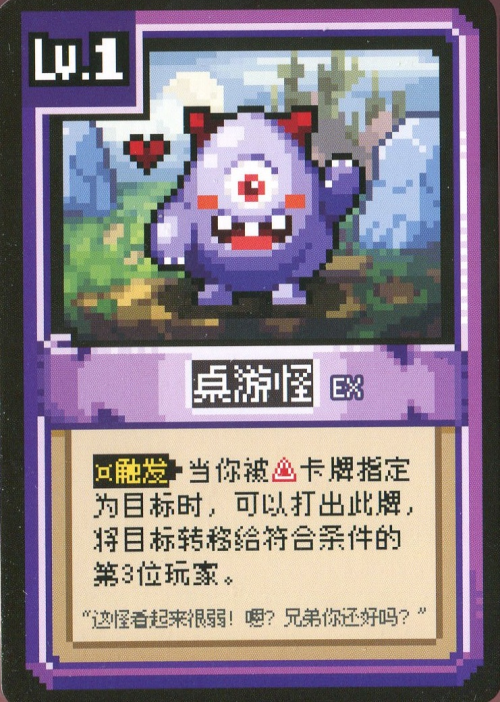 Lv.1
桌游怪 EX
触发 当你被卡牌指定
为目标时，可以打出此牌，
将目标转移给符合条件的
第3位玩家。
“这怪看起来很弱！嗯？兄弟你还好吗？”